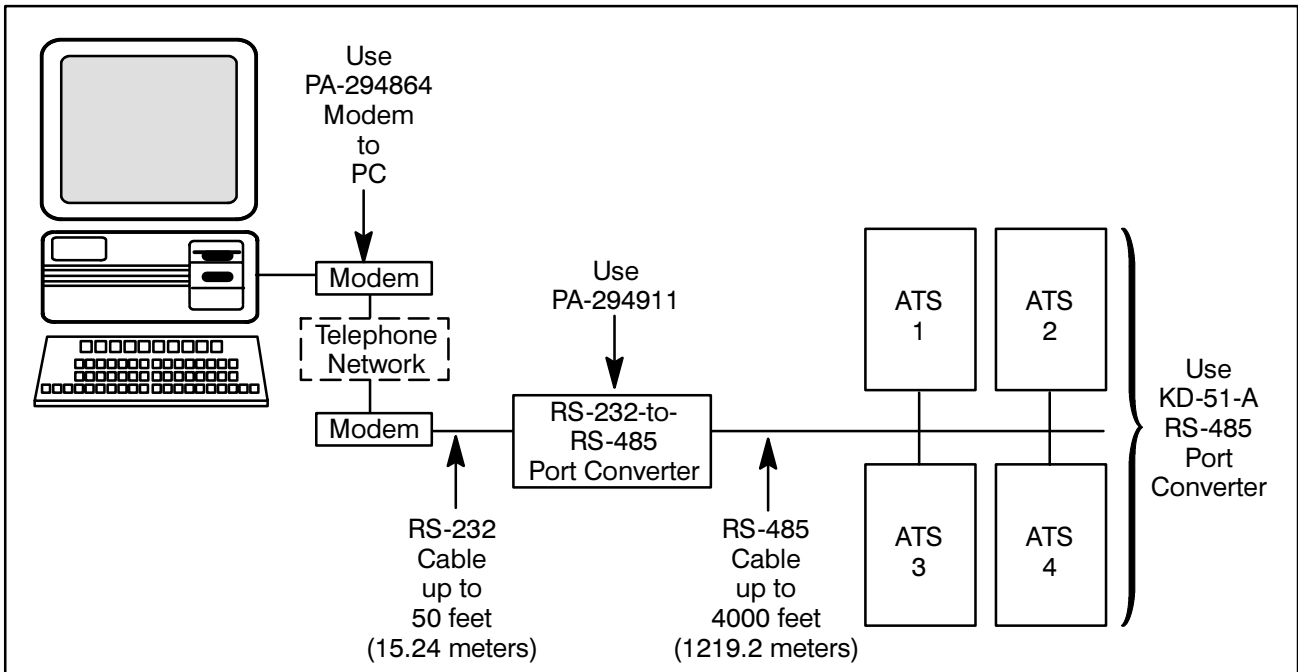 Use
PA-294864
Modem
to
PC
Modem
Telephone
Network
Modem
Use
PA-294911
RS-232-to-
RS-485
Port Converter
RS-232
Cable
up to
50 feet
(15.24 meters)
RS-485
Cable
up to
4000 feet
(1219.2 meters)
ATS
1
ATS
2
ATS
3
ATS
4
Use
KD-51-A
RS-485
Port
Converter